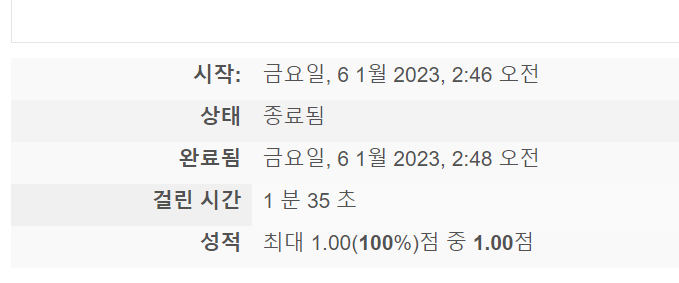 시작: 금요일, 6 1월 2023, 2:46 오전
상태 종료됨
완료됨 금요일, 6 1월 2023, 2:48 오전
걸린 시간 1 분 35 초
성적 최대 1.00(100%)점 중 1.00점